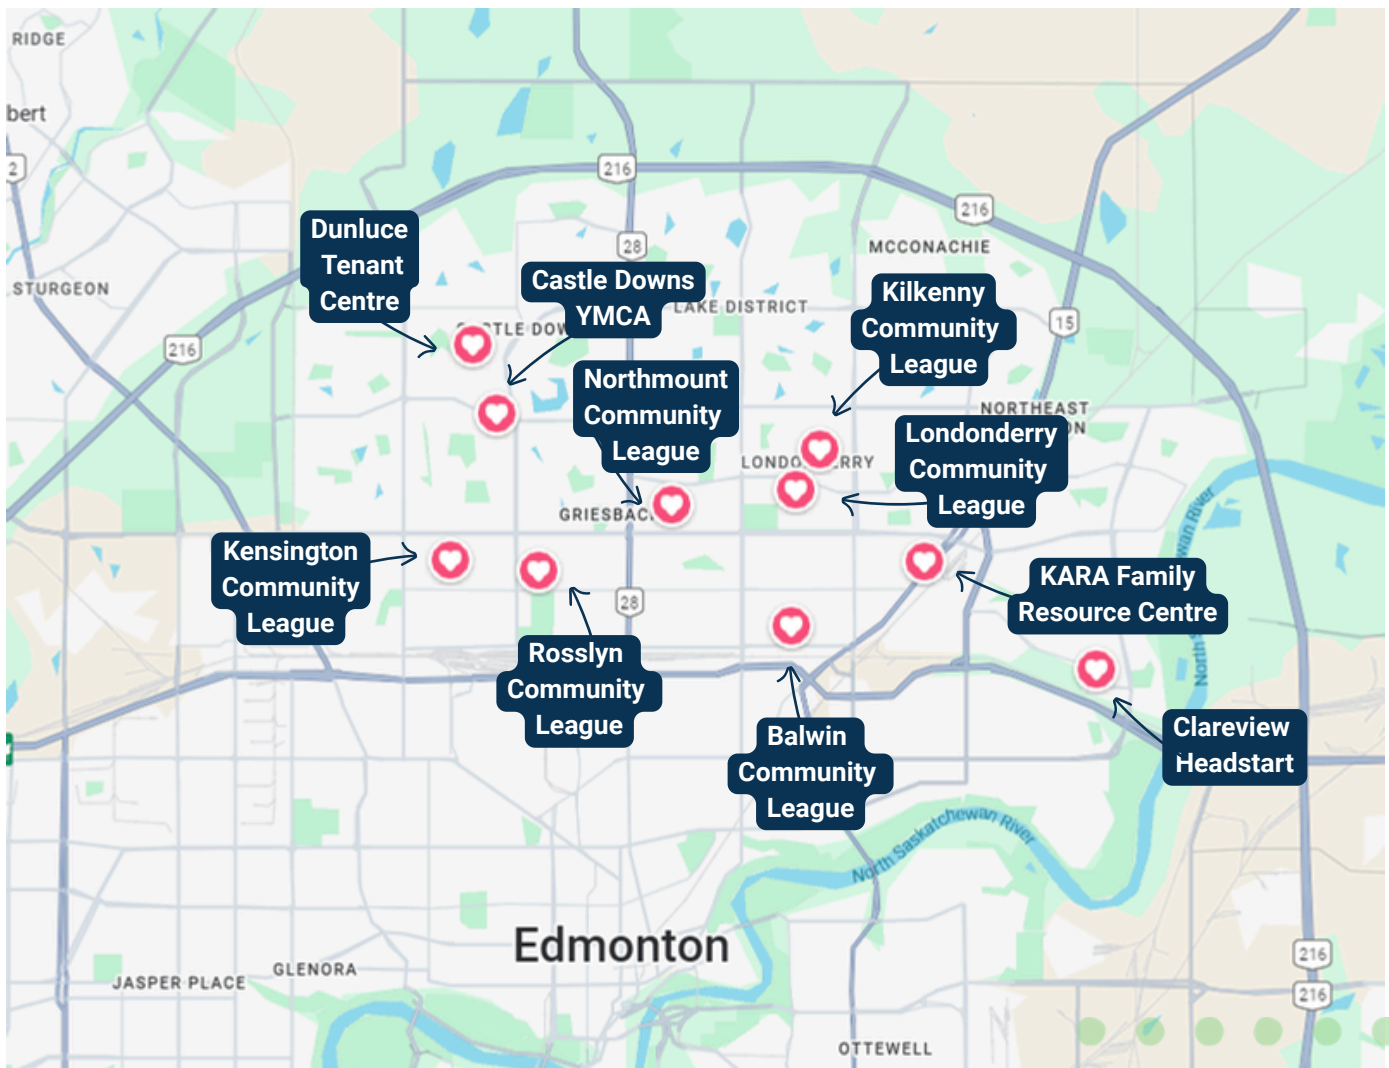 RIDGE
bert
2
216
216
28
MCCONACHIE
Dunluce
Tenant
Centre
STURGEON
Castle Downs
YMCA
LAKE DISTRICT
Kilkenny
Community
League
15
216
Northmount
Community
League
NORTHEAST
Londonderry
Community
League
GRIESBAC
Kensington
Community
League
KARA Family
Resource Centre
28
Rosslyn
Community
League
Balwin
Community
League
Clareview
Headstart
North Saskatchewan River
Edmonton
JASPER PLACE
GLENORA
216
216
OTTEWELL